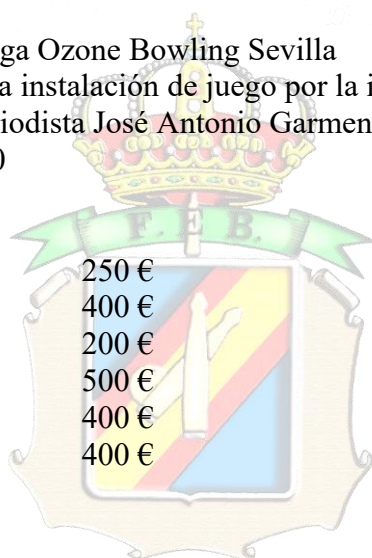 ga Ozone Bowling Sevilla
a instalación de juego por la i
iodista José Antonio Garmen
0
F. E. B.
250 €
400 €
200 €
500 €
400 €
400 €